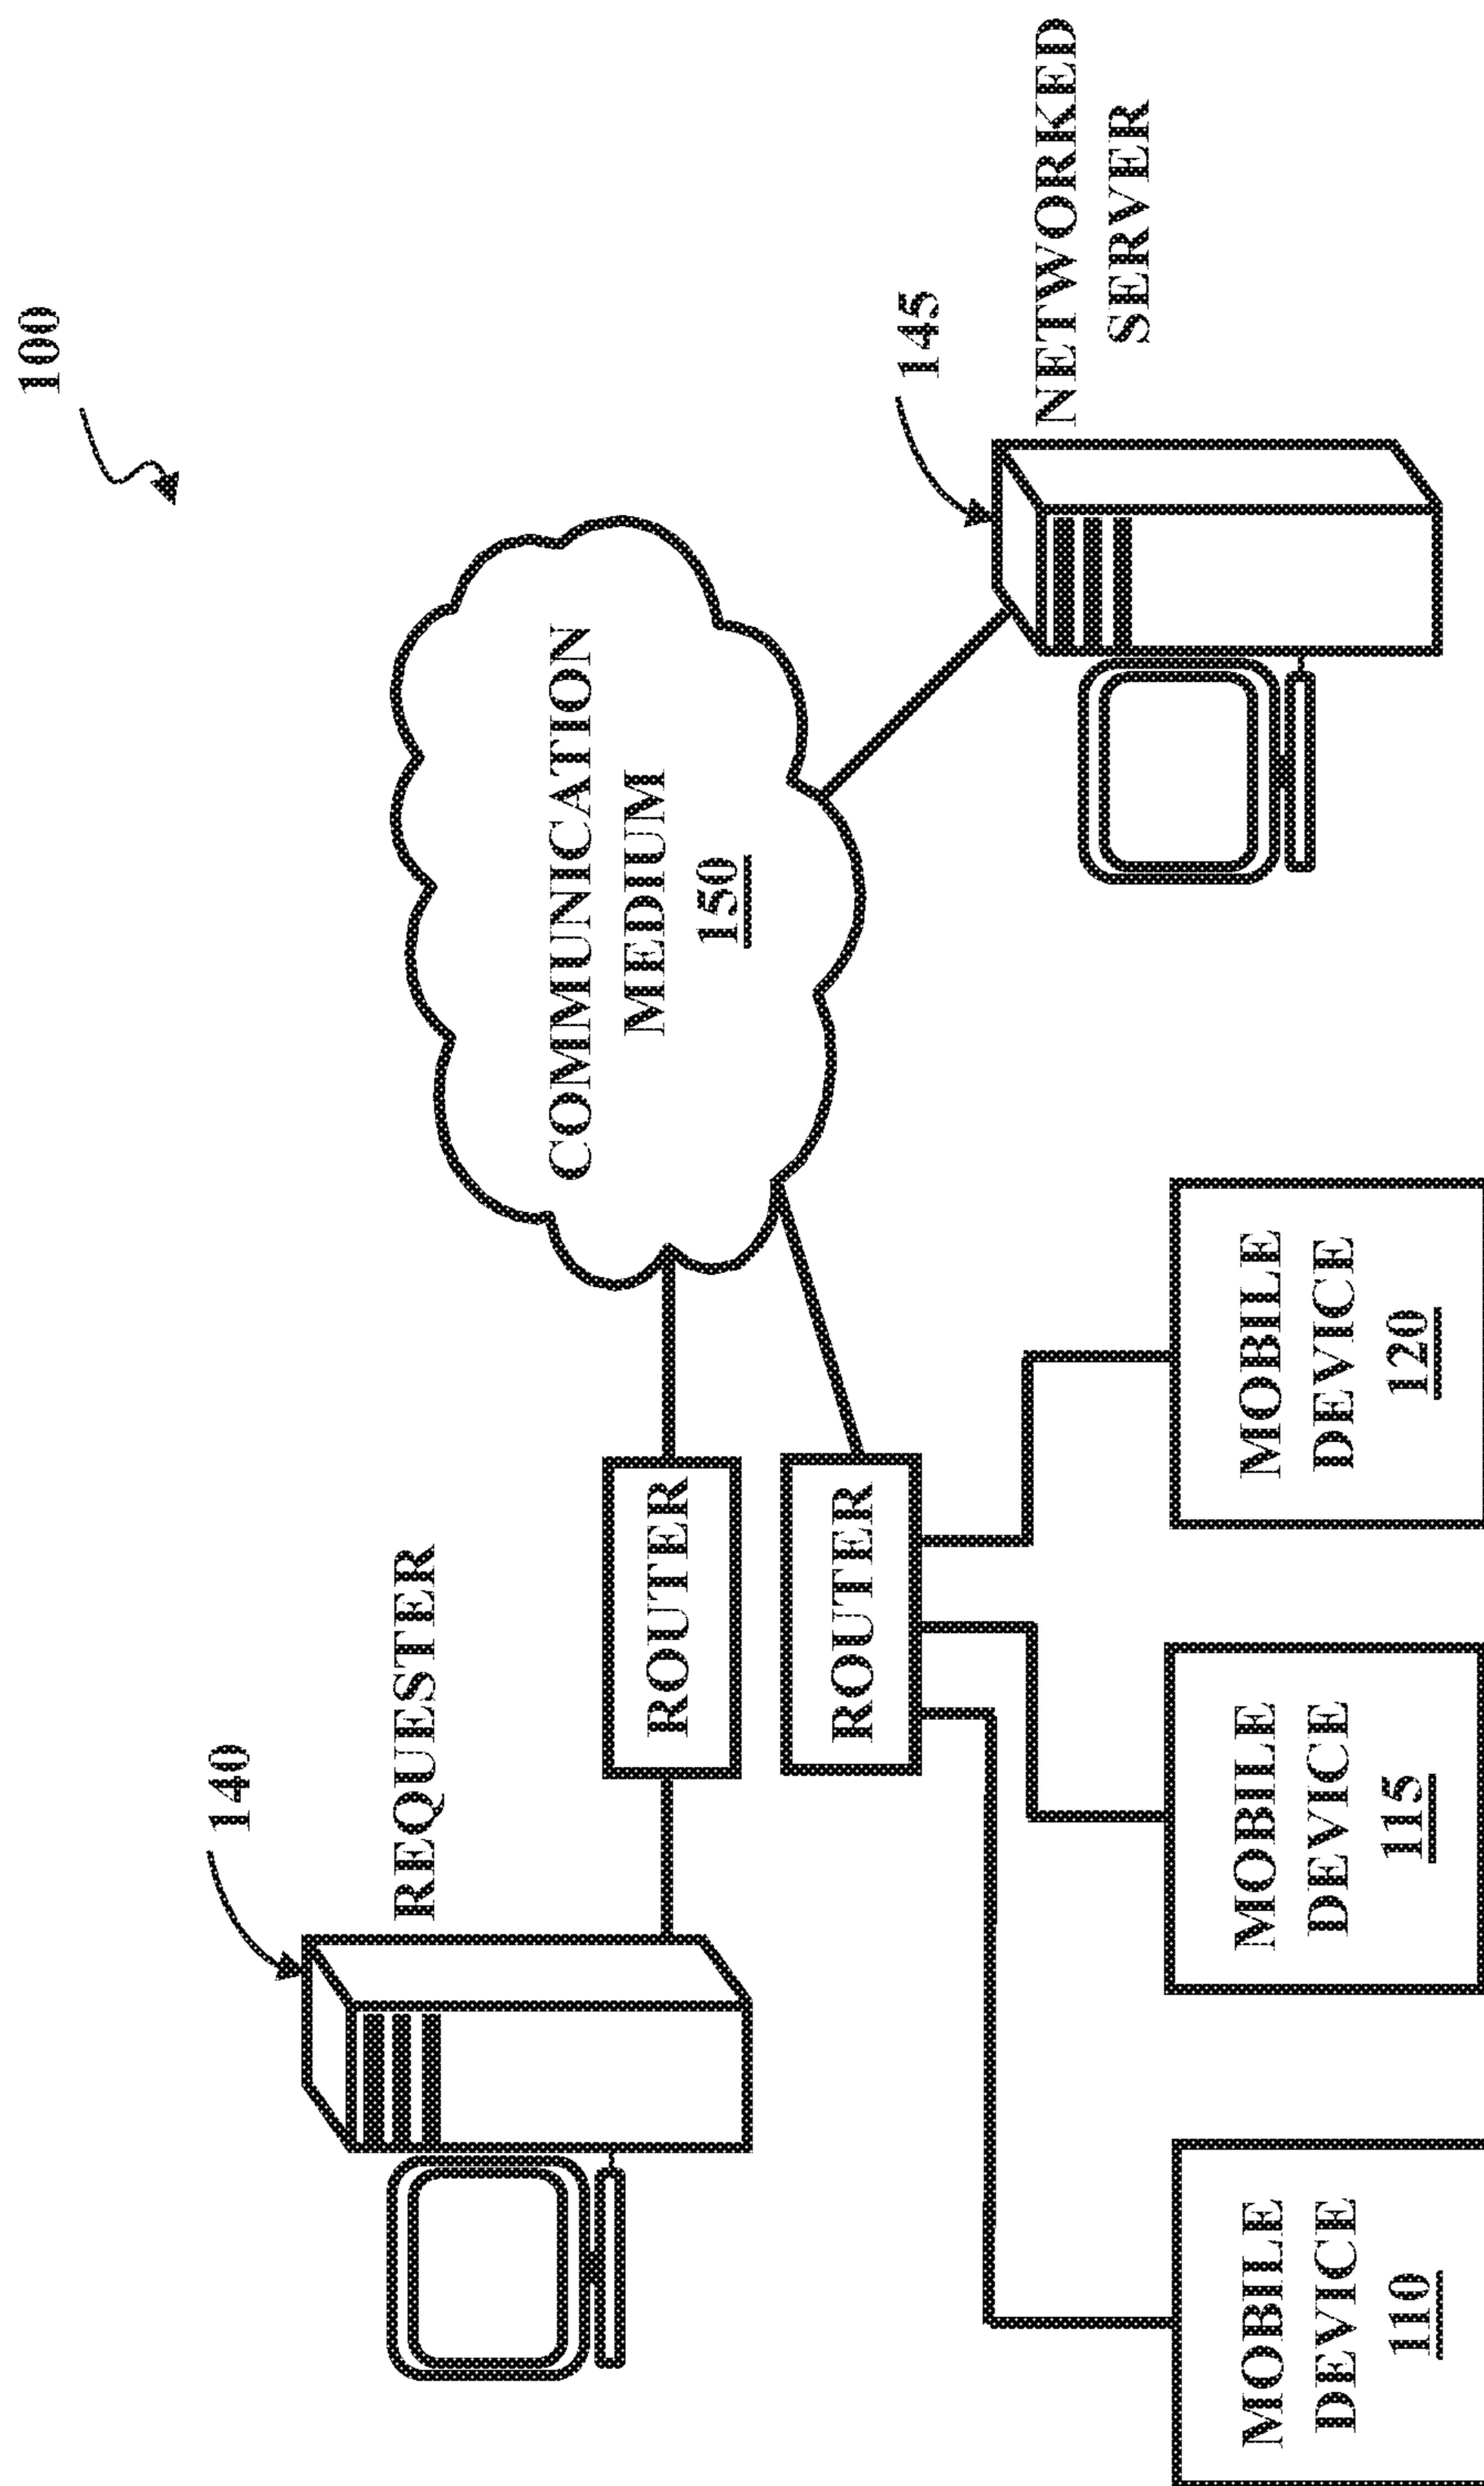 100
140
REQUESTER
ROUTER
COMMUNICATION
MEDIUM
150
ROUTER
145
NETWORKED
SERVER
MOBILE
DEVICE
110
MOBILE
DEVICE
115
MOBILE
DEVICE
120